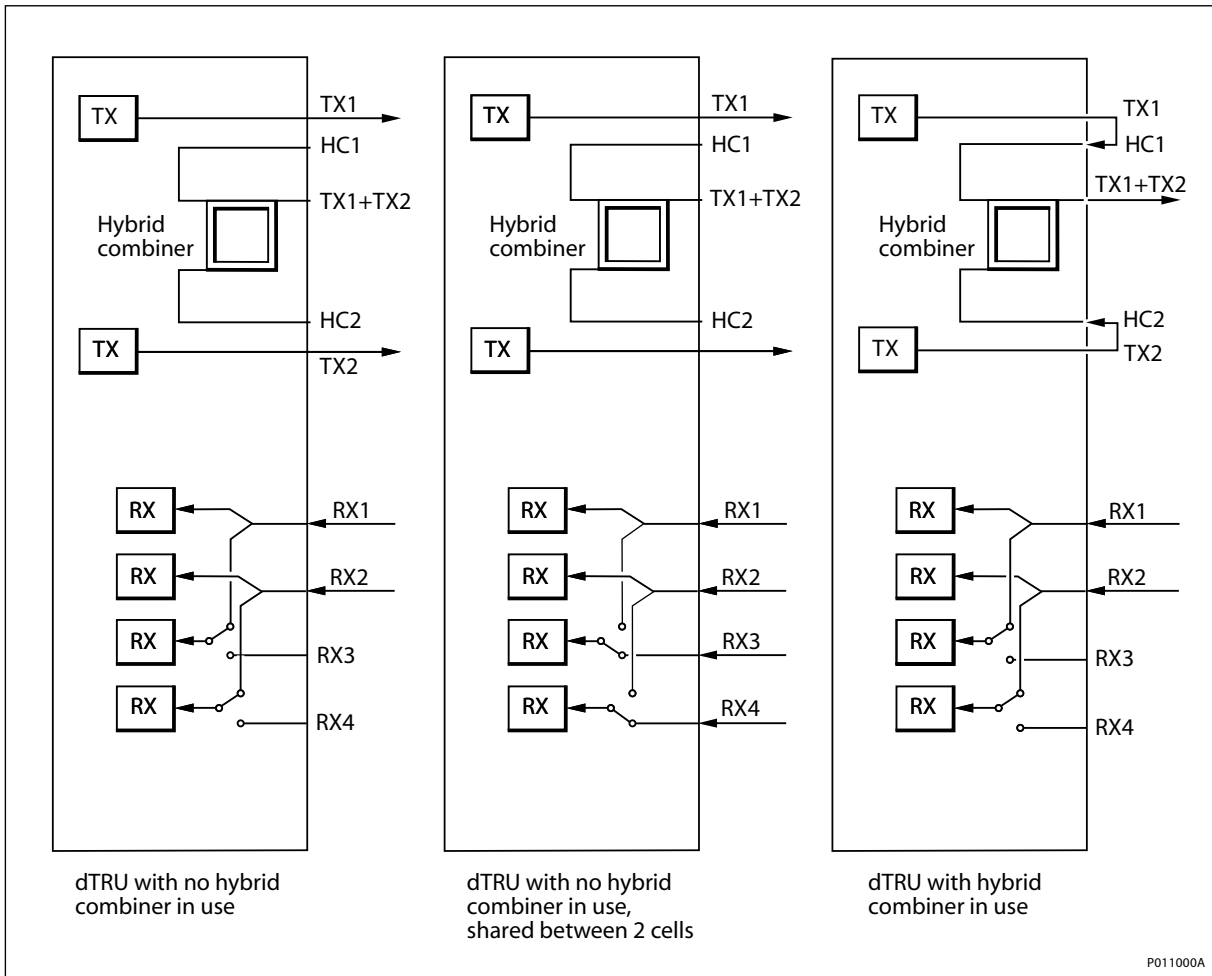 TX
TX1
HC1
TX1+TX2
Hybrid
combiner
HC2
TX
TX2
RX
RX1
RX
RX2
RX
RX3
RX
RX4
dTRU with no hybrid
combiner in use
TX
TX1
HC1
TX1+TX2
Hybrid
combiner
HC2
TX
RX
RX1
RX
RX2
RX
RX3
RX
RX4
dTRU with no hybrid
combiner in use,
shared between 2 cells
TX
TX1
HC1
TX1+TX2
Hybrid
combiner
HC2
TX
TX2
RX
RX1
RX
RX2
RX
RX3
RX
RX4
dTRU with hybrid
combiner in use
P011000A